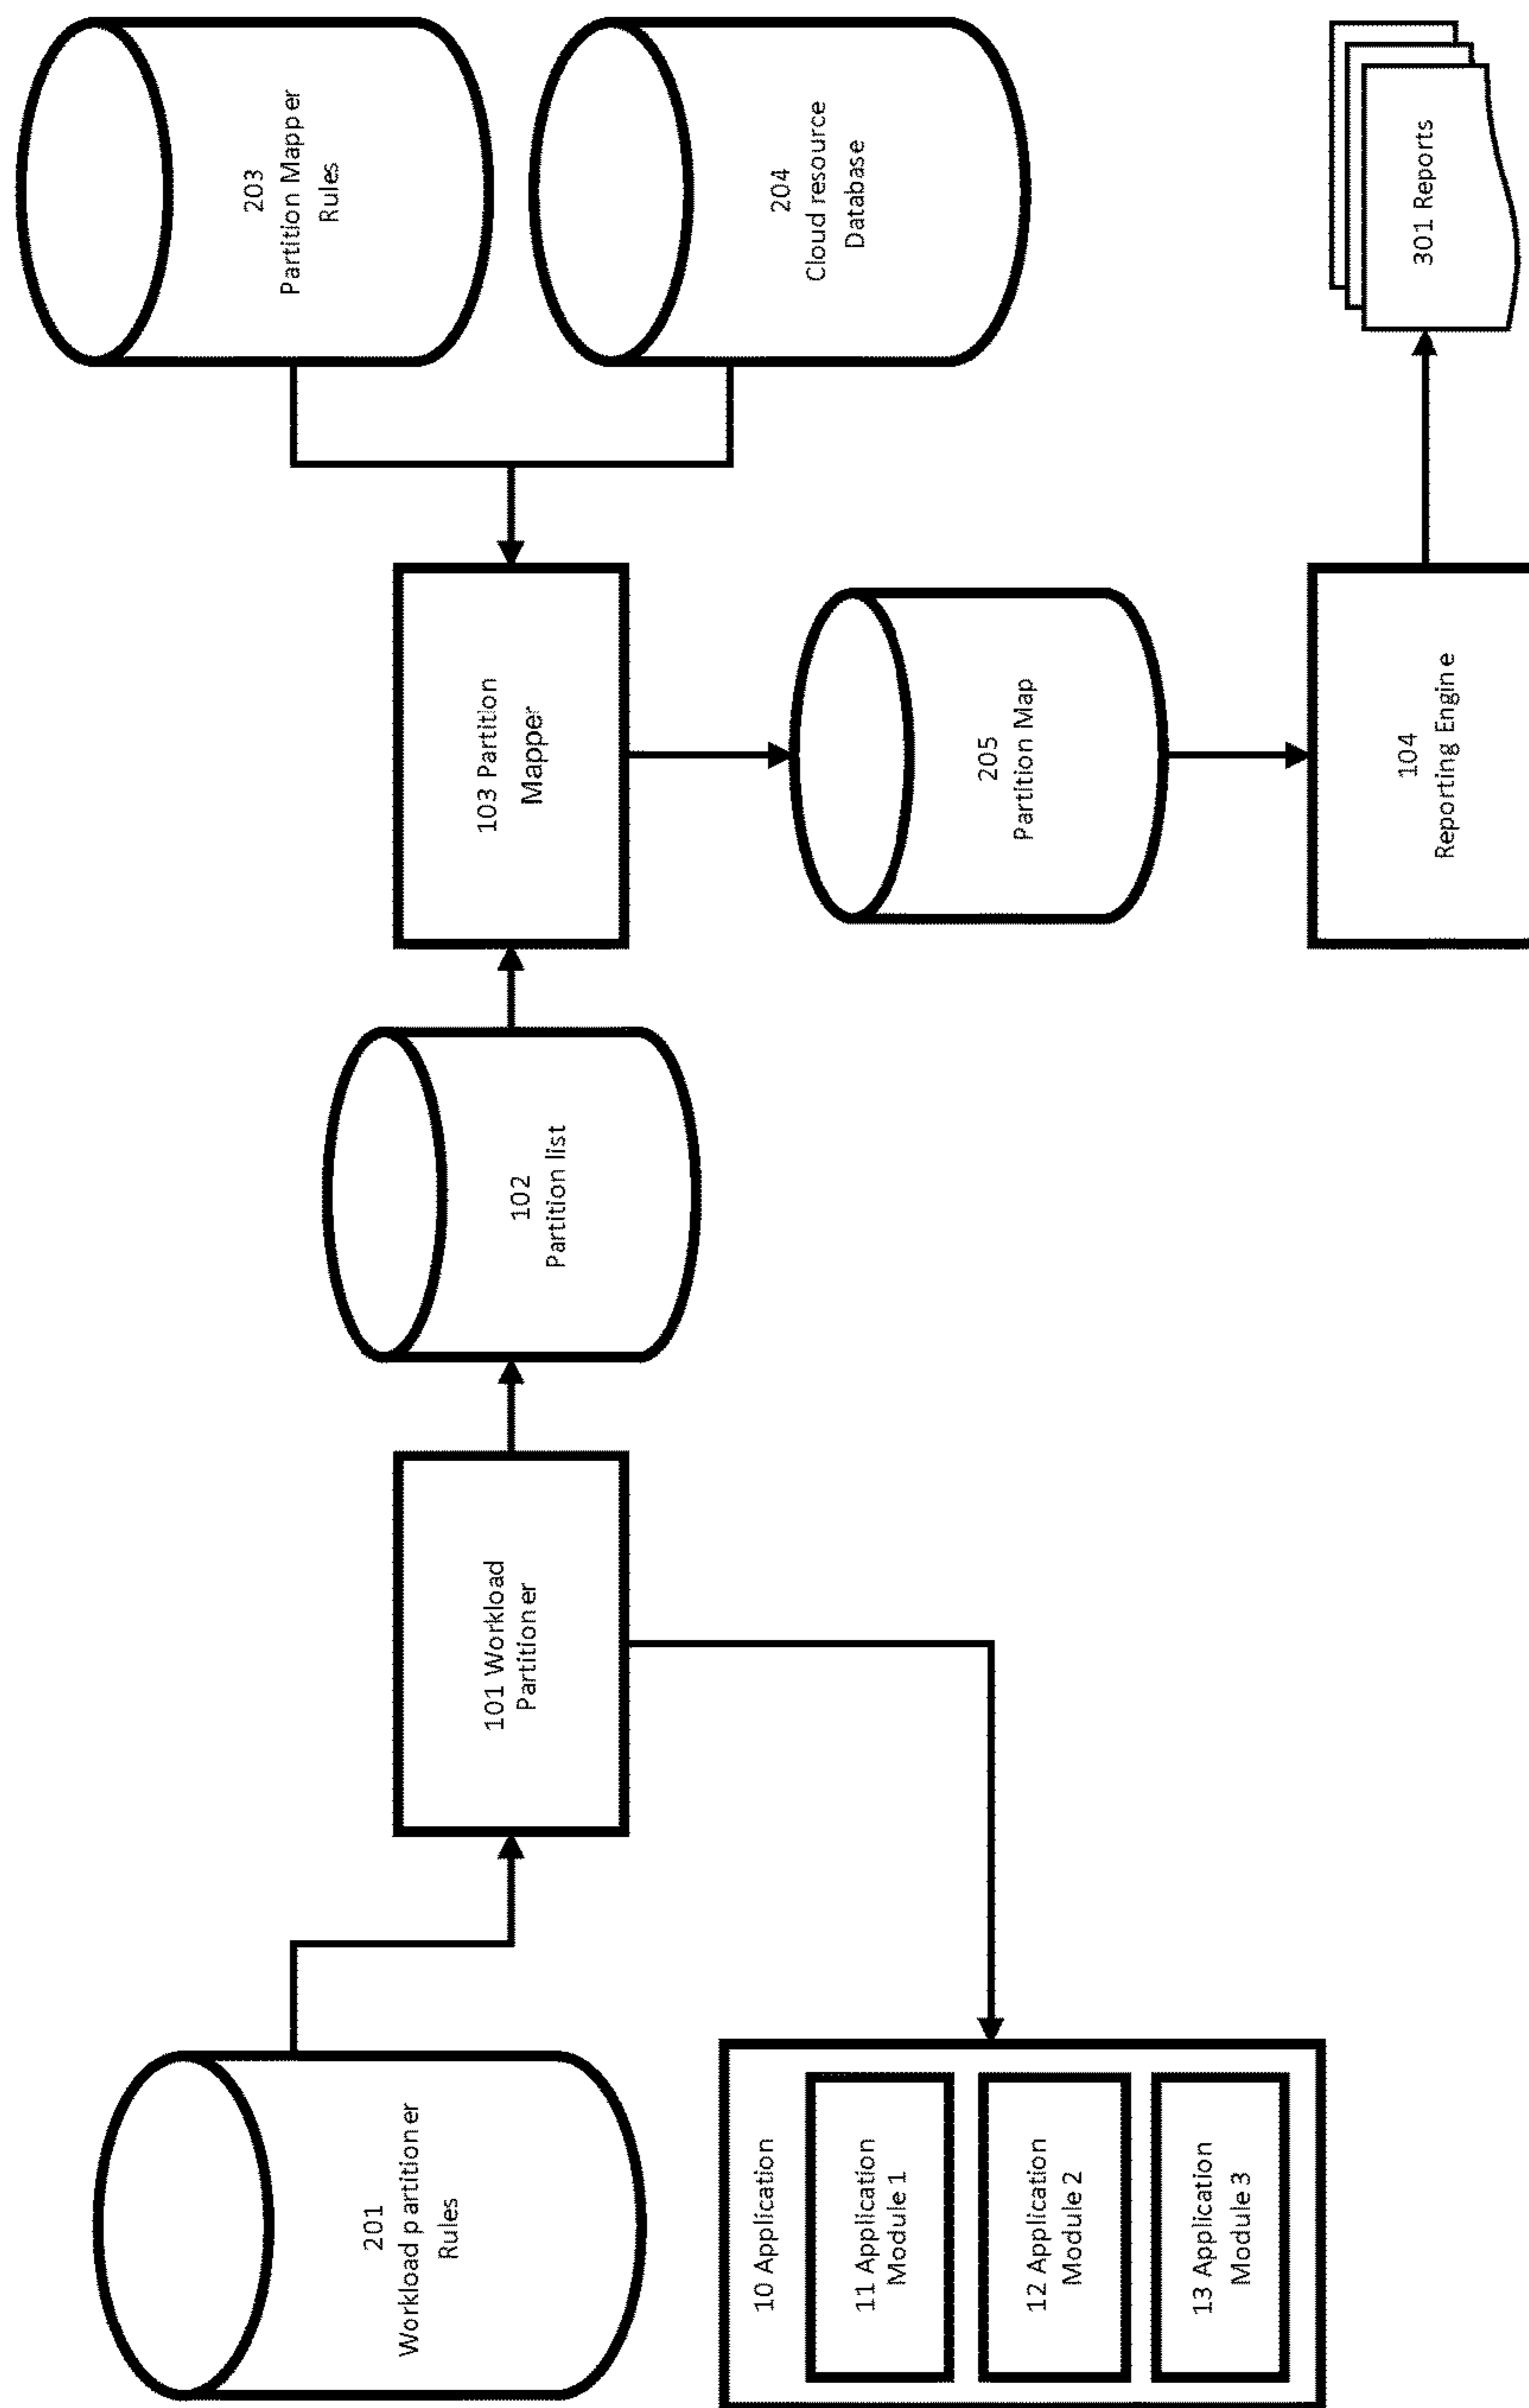 201
Workload partitioner
Rules
101 Workload
Partitioner
102
Partition list
103 Partition
Mapper
203
Partition Mapper
Rules
204
Cloud resource
Database
10 Application
11 Application
Module 1
12 Application
Module 2
13 Application
Module 3
205
Partition Map
104
Reporting Engine
301 Reports